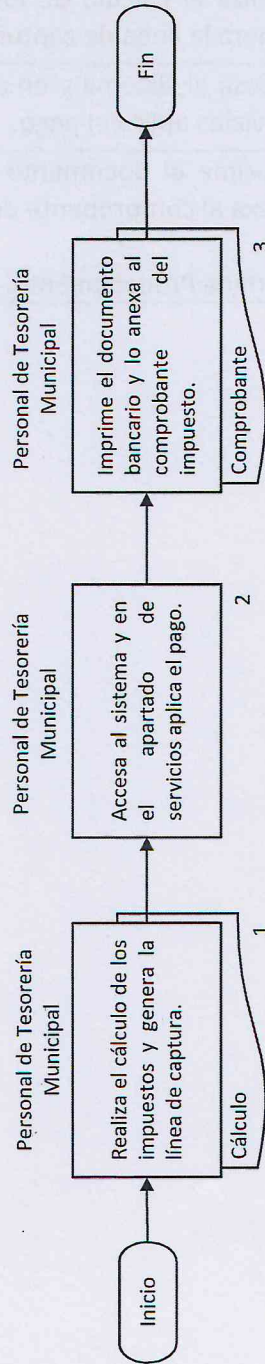 Inicio
Personal de Tesorería
Municipal
Realiza el cálculo de los
impuestos y genera la
línea de captura.
Cálculo
1
Personal de Tesorería
Municipal
Accesa al sistema y en
el apartado de
servicios aplica el pago.
2
Personal de Tesorería
Municipal
Imprime el documento
bancario y lo anexa al
comprobante del
impuesto.
Comprobante
3
Fin